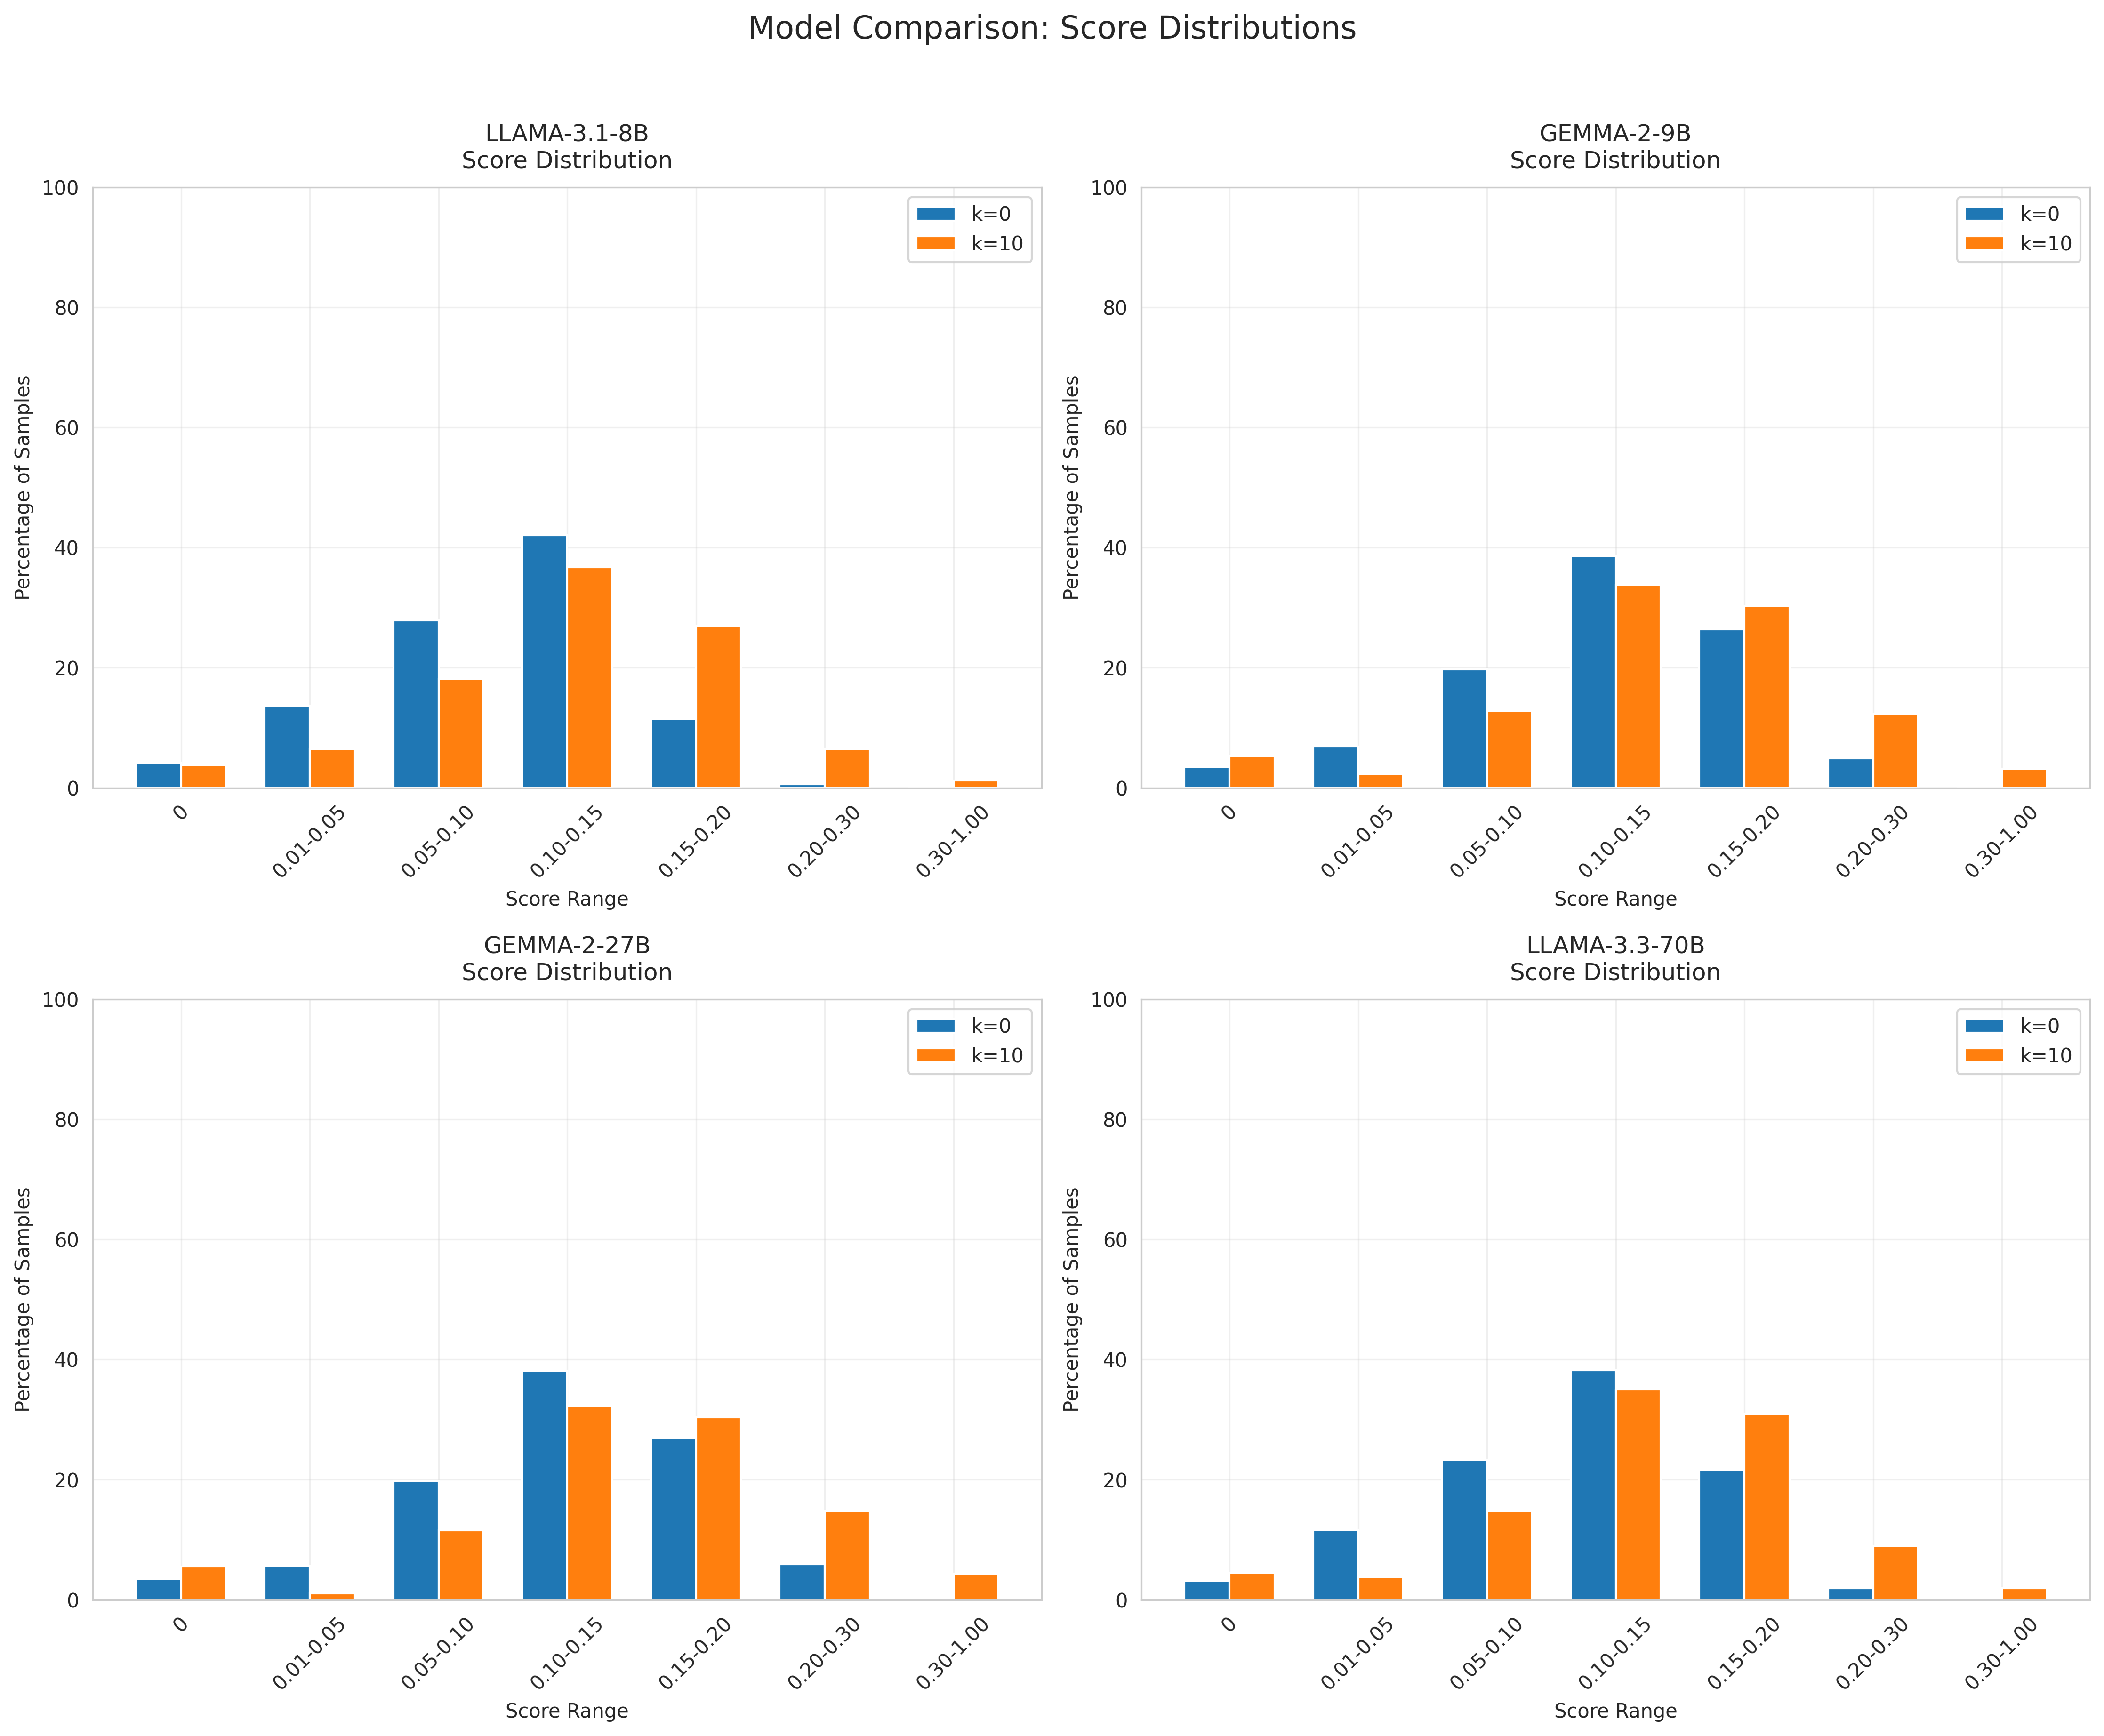 Model Comparison: Score Distributions
LLAMA-3.1-8B
Score Distribution
k=0
k=10
Percentage of Samples
100
80
60
40
20
0
0
0.01-0.05
0.05-0.10
0.10-0.15
0.15-0.20
0.20-0.30
0.30-1.00
Score Range
GEMMA-2-9B
Score Distribution
k=0
k=10
Percentage of Samples
100
80
60
40
20
0
0
0.01-0.05
0.05-0.10
0.10-0.15
0.15-0.20
0.20-0.30
0.30-1.00
Score Range
GEMMA-2-27B
Score Distribution
k=0
k=10
Percentage of Samples
100
80
60
40
20
0
0
0.01-0.05
0.05-0.10
0.10-0.15
0.15-0.20
0.20-0.30
0.30-1.00
Score Range
LLAMA-3.3-70B
Score Distribution
k=0
k=10
Percentage of Samples
100
80
60
40
20
0
0
0.01-0.05
0.05-0.10
0.10-0.15
0.15-0.20
0.20-0.30
0.30-1.00
Score Range